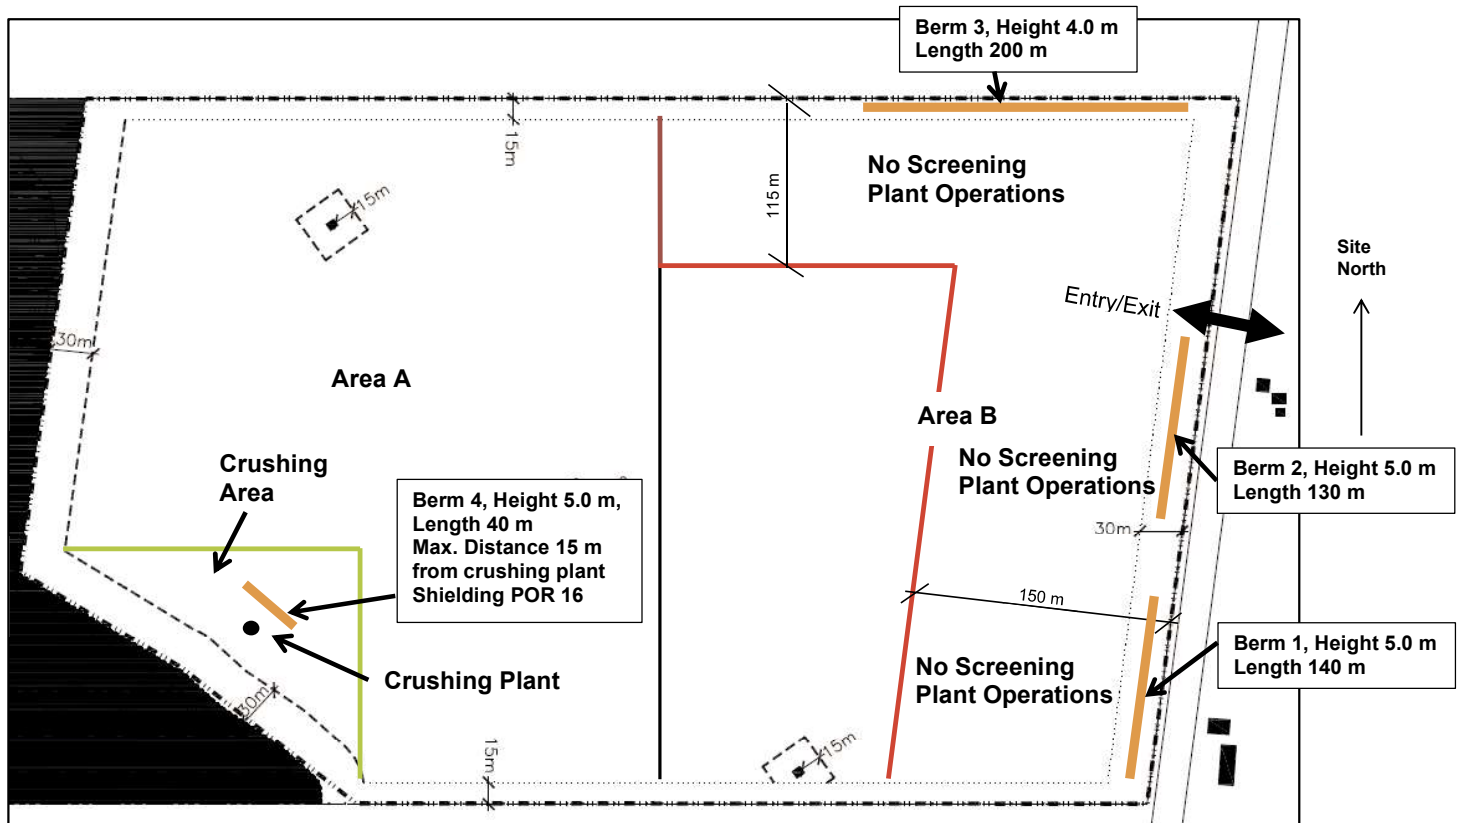 Berm 3, Height 4.0 m
Length 200 m
15m
No Screening
Plant Operations
115 m
15m
Site
North
Entry/Exit
30m
Area A
Area B
Crushing
Area
No Screening
Plant Operations
Berm 2, Height 5.0 m
Length 130 m
Berm 4, Height 5.0 m,
Length 40 m
Max. Distance 15 m
from crushing plant
Shielding POR 16
30m
150 m
Berm 1, Height 5.0 m
Length 140 m
No Screening
Plant Operations
Crushing Plant
30m
15m
15m